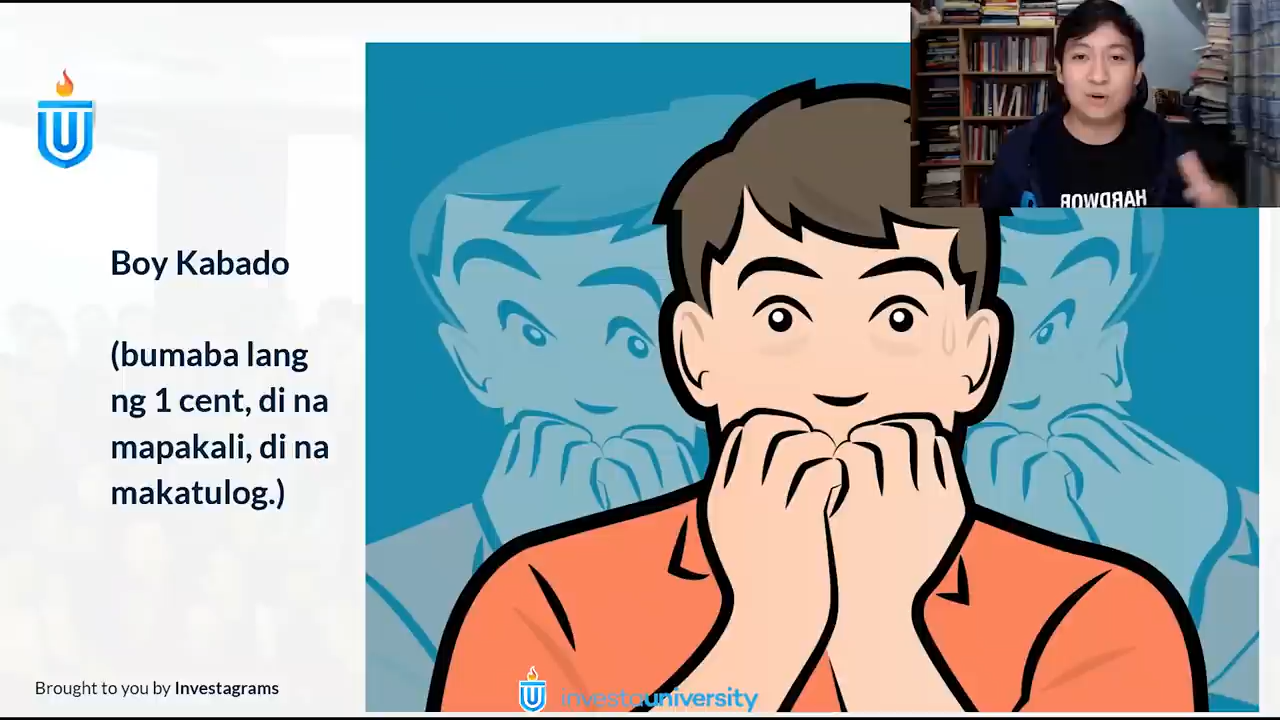 U
Boy Kabado
(bumaba lang
ng 1 cent, di na
mapakali, di na
makatulog.)
HARDWOR
Brought to you by Investagrams
U investauniversity